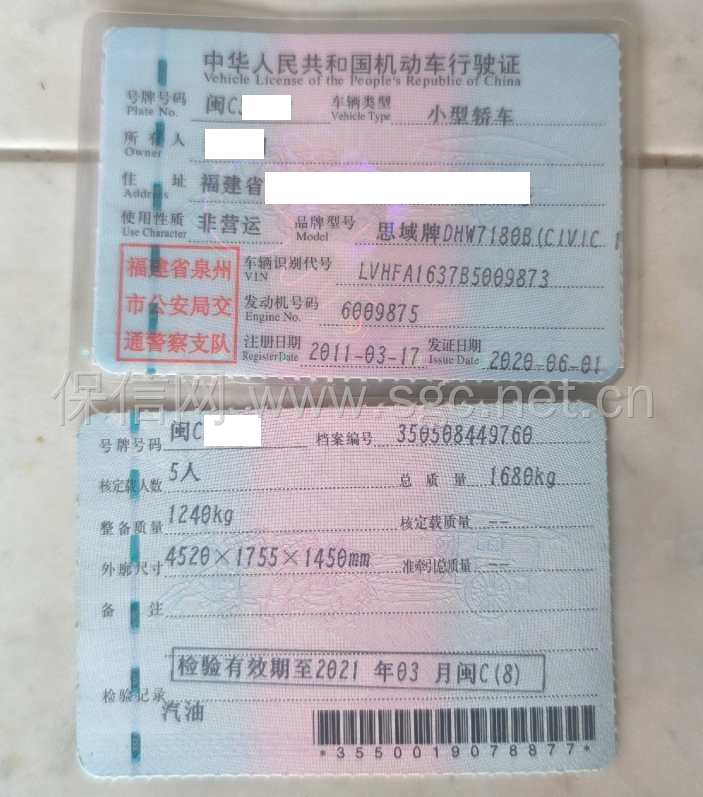 中华人民共和国机动车行驶证
Vehicle License of the People's Republic of China
号牌号码 闽C 车辆类型 小型轿车
Plate No. Vehicle Type
所有人
Owner
住址 福建省
Address
使用性质 非营运 品牌型号 思域牌DHW7180B(CIVIC 1
Use Character Model
福建省泉州
市公安局交
通警察支队
车辆识别代号 LVHFA1637B5009873
VIN
发动机号码 6009875
Engine No.
注册日期 2011-03-17 发证日期 2020-06-01
Register Date Issue Date
保信网 www.sgc.net.cn
号牌号码 闽C 档案编号 350508449760
核定载人数 5人 总质量 1680kg
整备质量 1240kg 核定载质量 --
外廓尺寸 4520×1755×1450mm 准牵引总质量 --
备注
检验有效期至2021 年03 月闽C(8)
检验记录
汽油
*3550019078877*